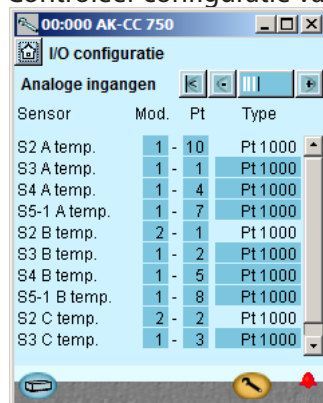 Controleer configuratie va
00:000 AK-CC 750
I/O configuratie
Analoge ingangen
Sensor Mod. Pt Type
S2 A temp. 1 - 10 Pt 1000
S3 A temp. 1 - 1 Pt 1000
S4 A temp. 1 - 4 Pt 1000
S5-1 A temp. 1 - 7 Pt 1000
S2 B temp. 2 - 1 Pt 1000
S3 B temp. 1 - 2 Pt 1000
S4 B temp. 1 - 5 Pt 1000
S5-1 B temp. 1 - 8 Pt 1000
S2 C temp. 2 - 2 Pt 1000
S3 C temp. 1 - 3 Pt 1000